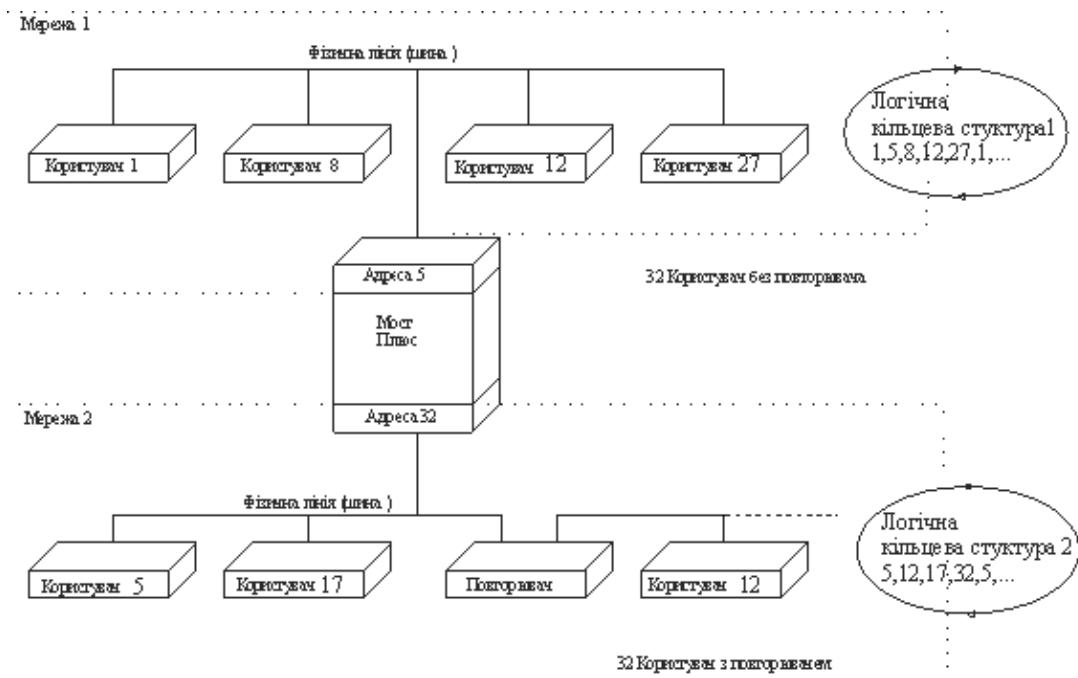 Мережа 1
Фізична лінія (шина )
Користувач 1
Користувач 8
Користувач 12
Користувач 27
Логічна
кільцева стуктура1
1,5,8,12,27,1,...
Адреса 5
32 Користувач без повторювача
Мост
Плюс
Мережа 2
Адреса 32
Фізична лінія (шина )
Користувач 5
Користувач 17
Повторювач
Користувач 12
Логічна
кільцева стуктура 2
5,12,17,32,5,...
32 Користувач з повторювачем